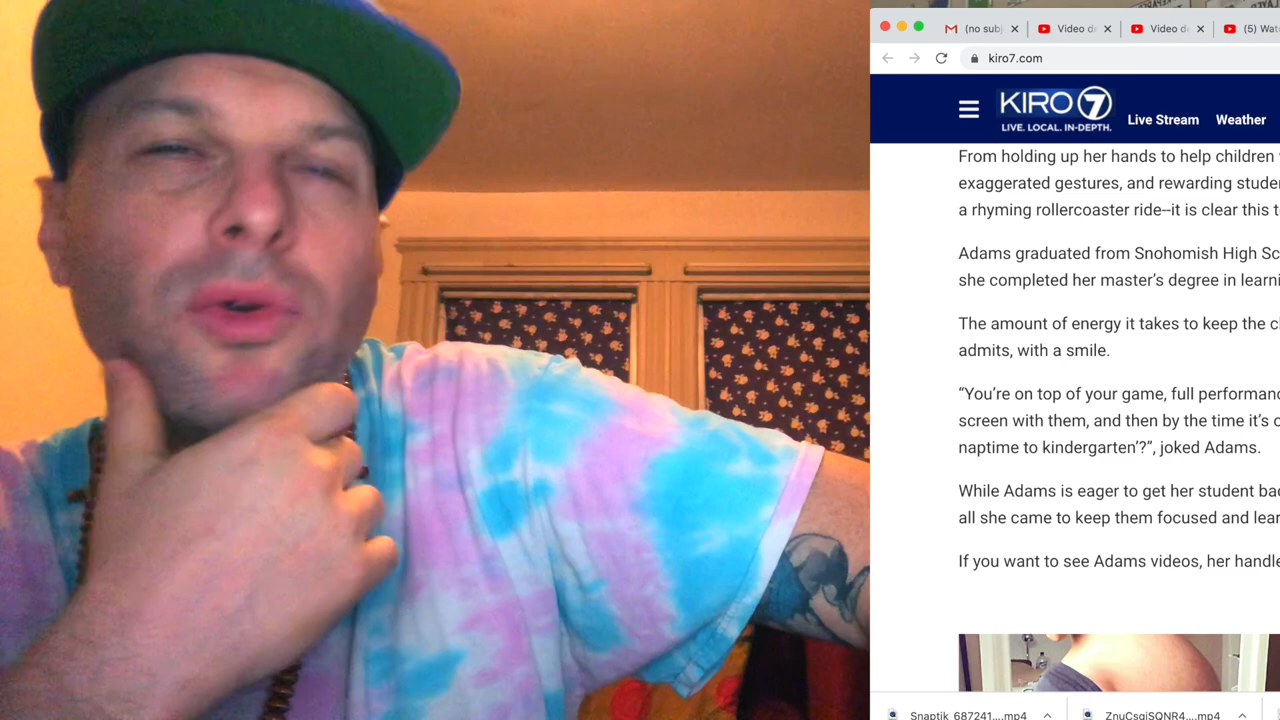 (no sub
Video d
Video d
(5) Wat
kiro7.com
KIRO 7
LIVE. LOCAL. IN-DEPTH.
Live Stream
Weather
From holding up her hands to help children
exaggerated gestures, and rewarding stude
a rhyming rollercoaster ride--it is clear this t
Adams graduated from Snohomish High Sc
she completed her master's degree in learni
The amount of energy it takes to keep the c
admits, with a smile.
“You're on top of your game, full performanc
screen with them, and then by the time it's o
naptime to kindergarten'?”, joked Adams.
While Adams is eager to get her student bac
all she came to keep them focused and lear
If you want to see Adams videos, her handle
Snaptik_687241....mp4
ZnuCsgiSQNR4....mp4